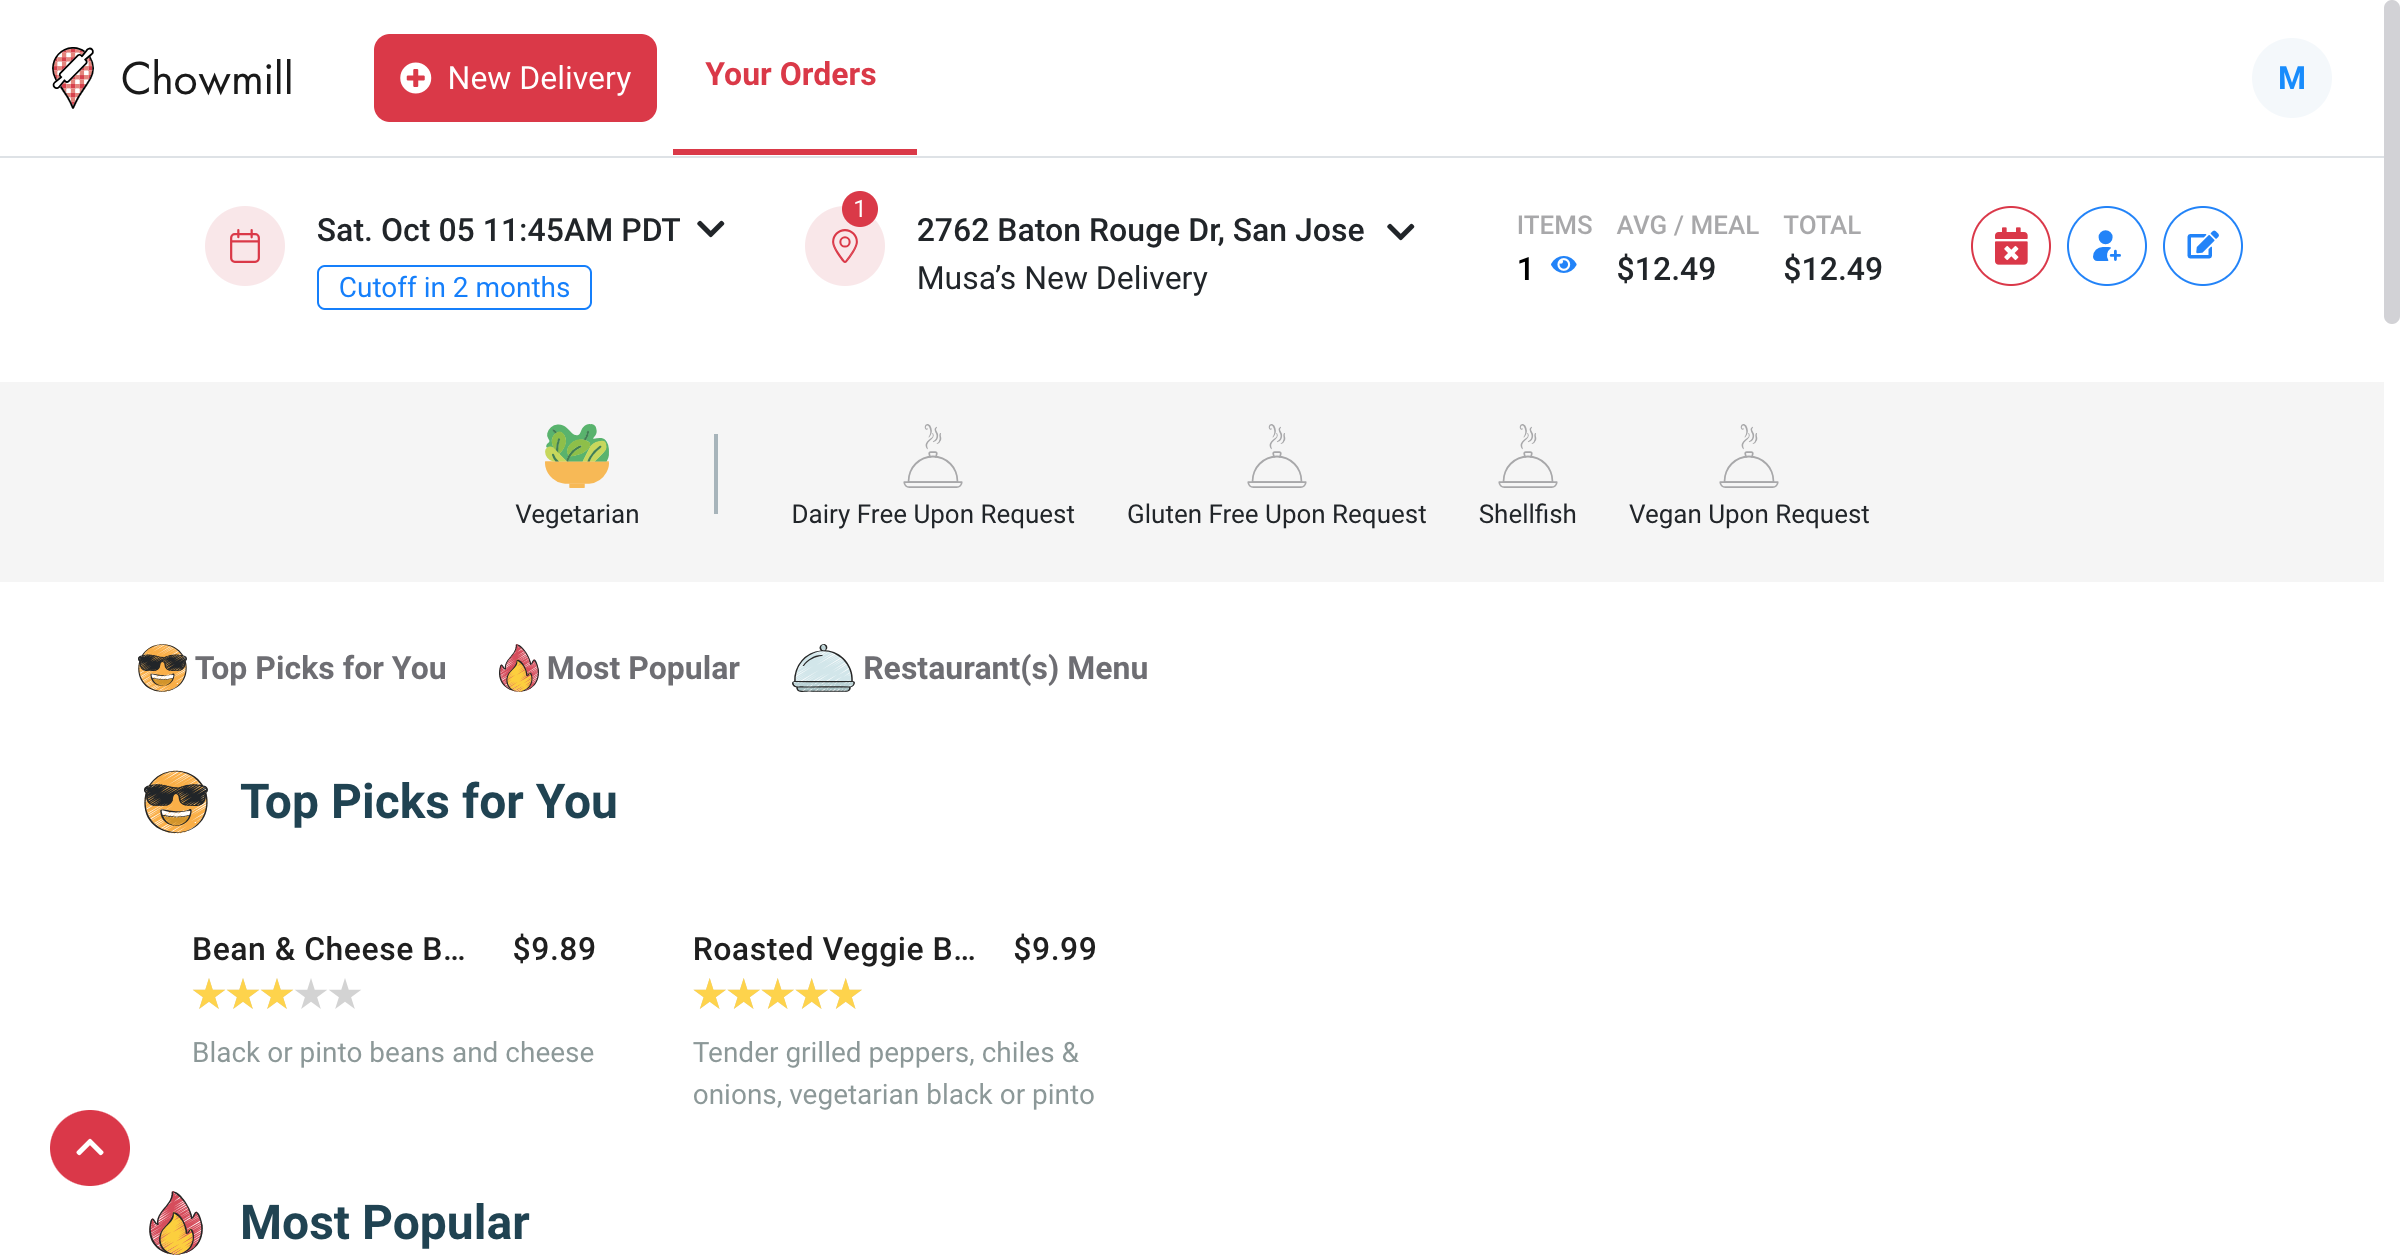 Chowmill
New Delivery
Your Orders
M
Sat. Oct 05 11:45AM PDT
Cutoff in 2 months
1
2762 Baton Rouge Dr, San Jose
Musa’s New Delivery
ITEMS AVG / MEAL TOTAL
1 $12.49 $12.49
Vegetarian
Dairy Free Upon Request
Gluten Free Upon Request
Shellfish
Vegan Upon Request
Top Picks for You
Most Popular
Restaurant(s) Menu
Top Picks for You
Bean & Cheese B... $9.89
Black or pinto beans and cheese
Roasted Veggie B... $9.99
Tender grilled peppers, chiles &
onions, vegetarian black or pinto
Most Popular